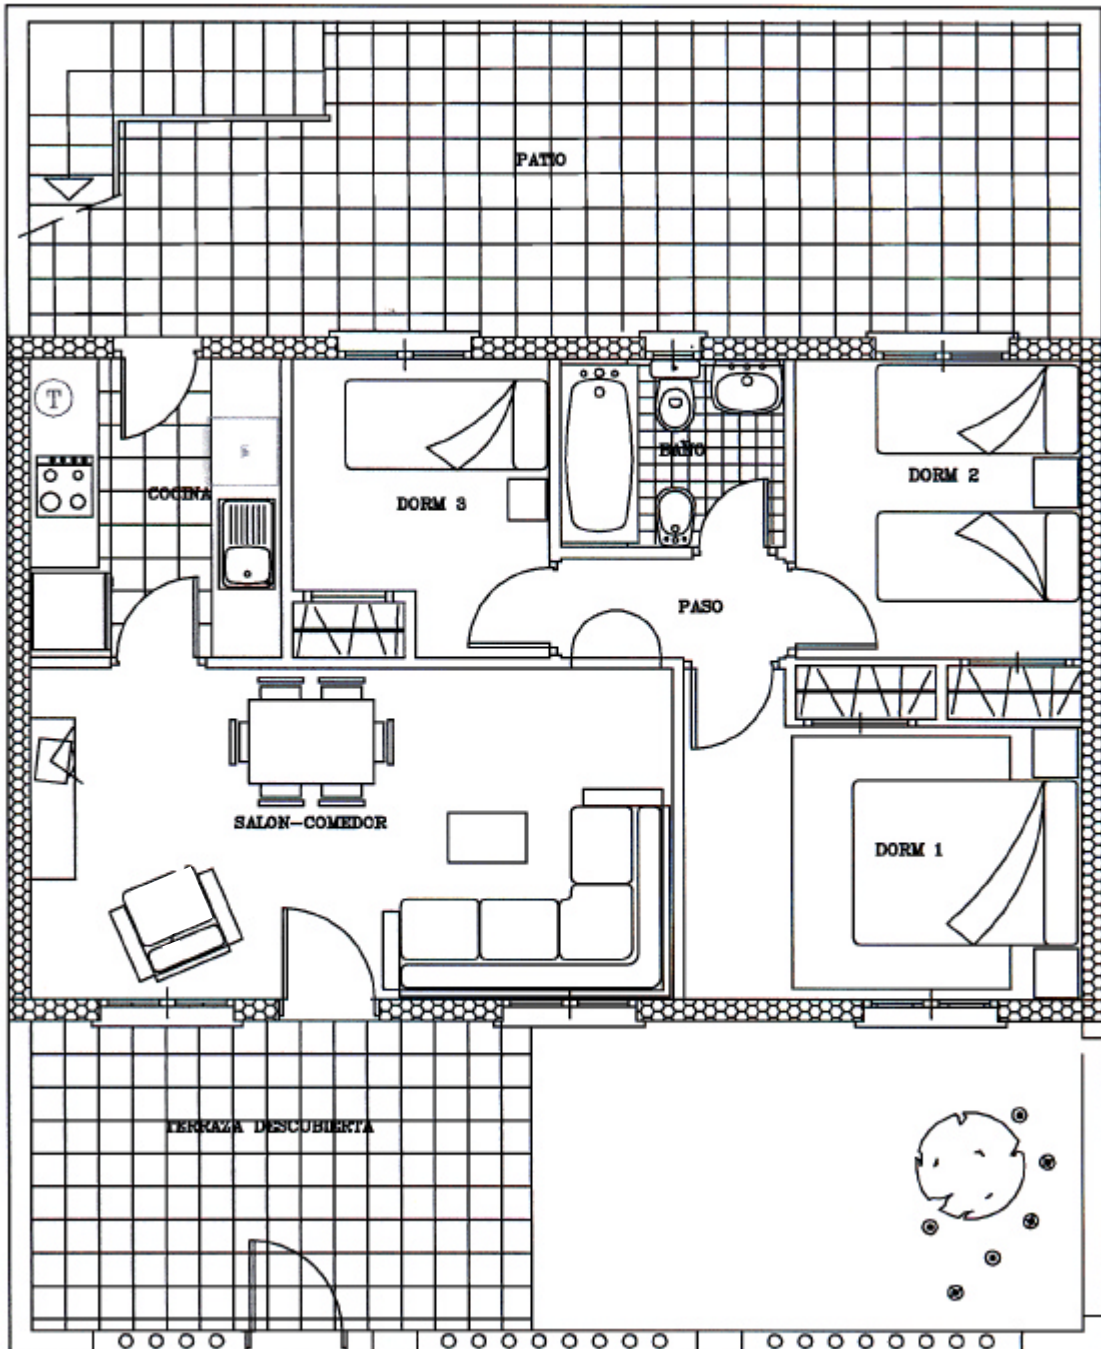 PATIO
T
COCINA
DORM 3
BAÑO
DORM 2
PASO
SALON-COMEDOR
DORM 1
TERRAZA DESCUBIERTA